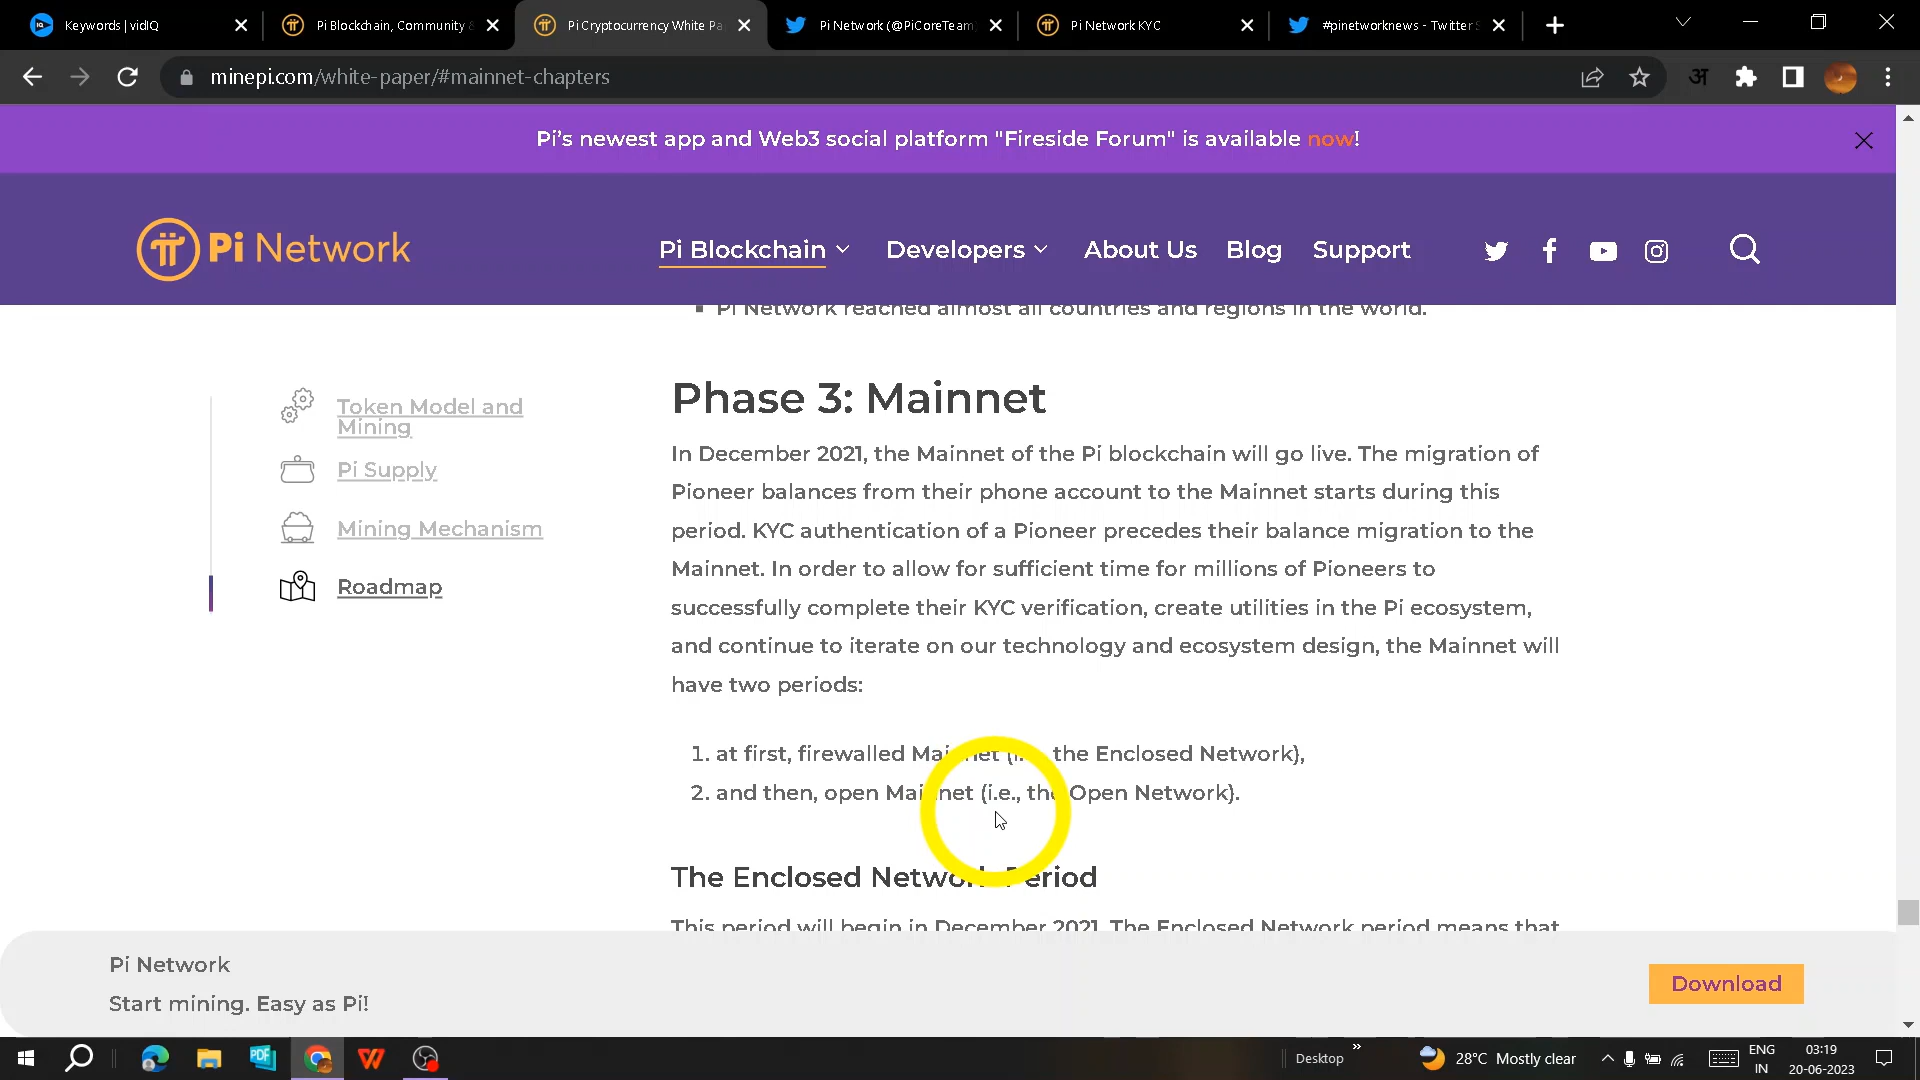 Keywords | vidIQ
Pi Blockchain, Community
Pi Cryptocurrency White Pa
Pi Network (@PiCoreTeam
Pi Network KYC
#pinetworknews - Twitter S
minepi.com/white-paper/#mainnet-chapters
अ
Pi's newest app and Web3 social platform "Fireside Forum" is available now!
Pi Network
Pi Blockchain
Developers
About Us
Blog
Support
Pi Network reached almost all countries and regions in the world.
Token Model and
Mining
Pi Supply
Mining Mechanism
Roadmap
Phase 3: Mainnet
In December 2021, the Mainnet of the Pi blockchain will go live. The migration of
Pioneer balances from their phone account to the Mainnet starts during this
period. KYC authentication of a Pioneer precedes their balance migration to the
Mainnet. In order to allow for sufficient time for millions of Pioneers to
successfully complete their KYC verification, create utilities in the Pi ecosystem,
and continue to iterate on our technology and ecosystem design, the Mainnet will
have two periods:
1. at first, firewalled Mainnet (i.e., the Enclosed Network),
2. and then, open Mainnet (i.e., the Open Network).
The Enclosed Network Period
This period will begin in December 2021. The Enclosed Network period means that
Pi Network
Start mining. Easy as Pi!
Download
Desktop
28°C Mostly clear
ENG
IN
03:19
20-06-2023